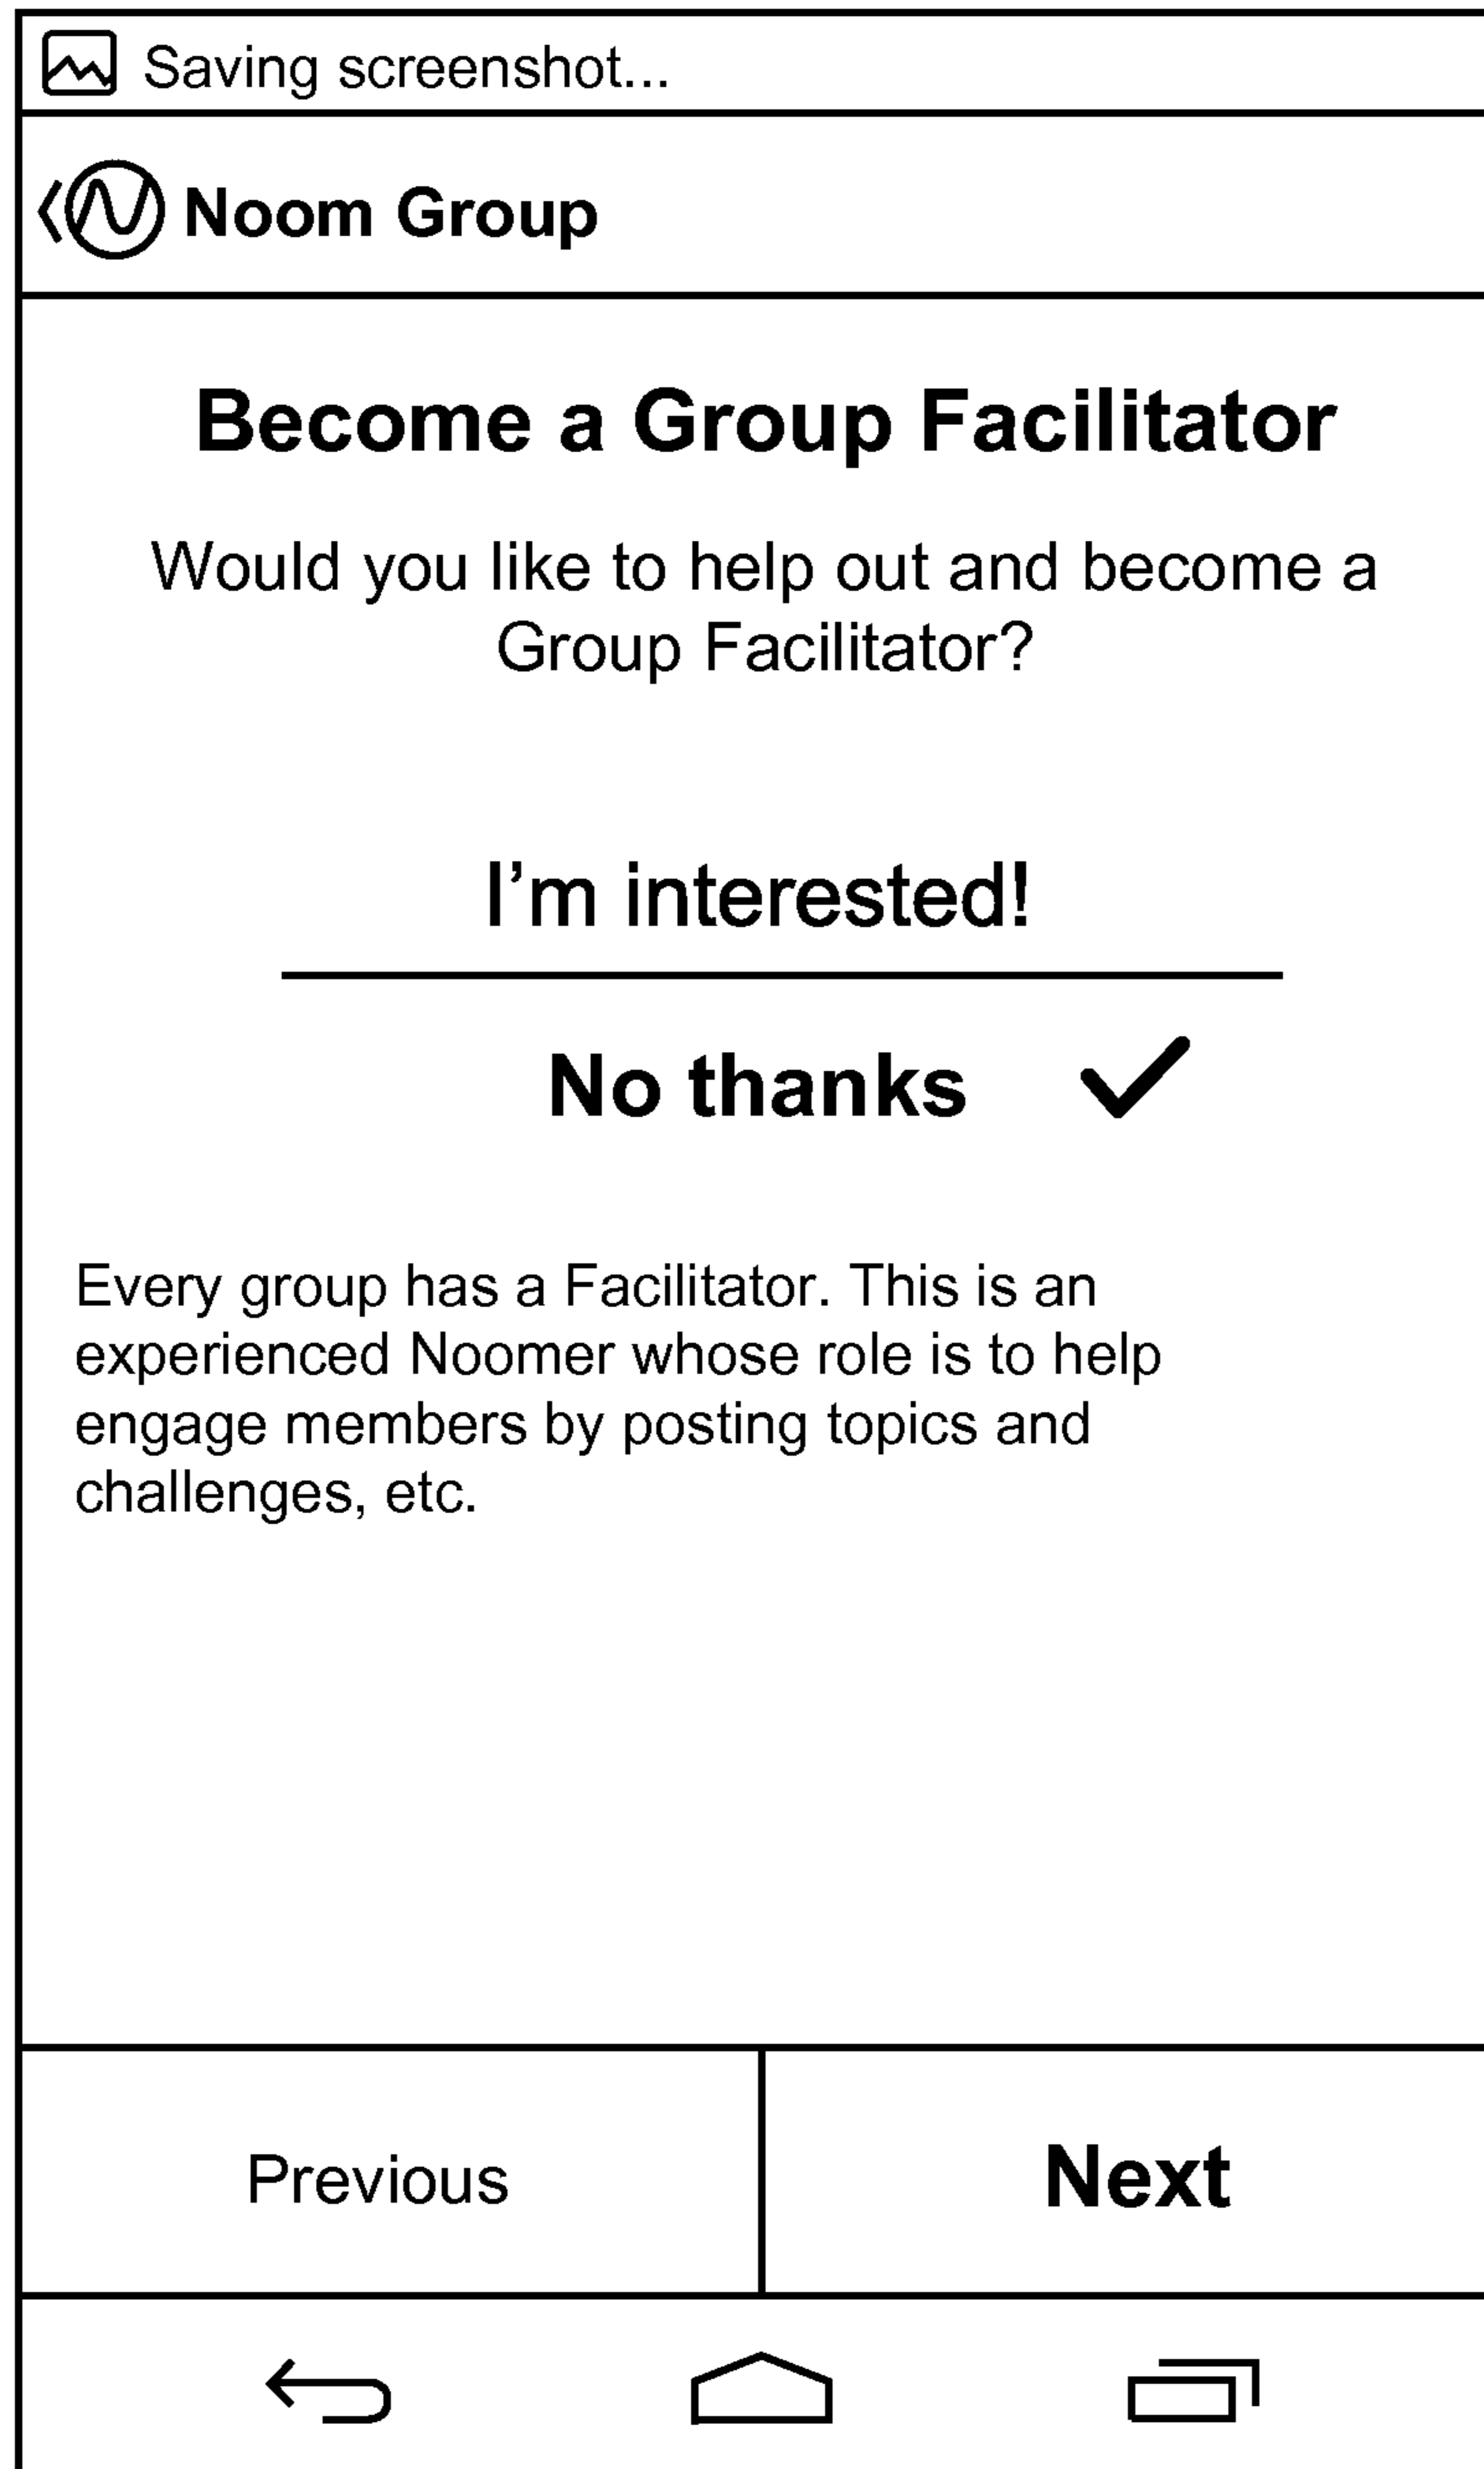 Saving screenshot...
Noom Group
Become a Group Facilitator
Would you like to help out and become a
Group Facilitator?
I'm interested!
No thanks
Every group has a Facilitator. This is an
experienced Noomer whose role is to help
engage members by posting topics and
challenges, etc.
Previous
Next